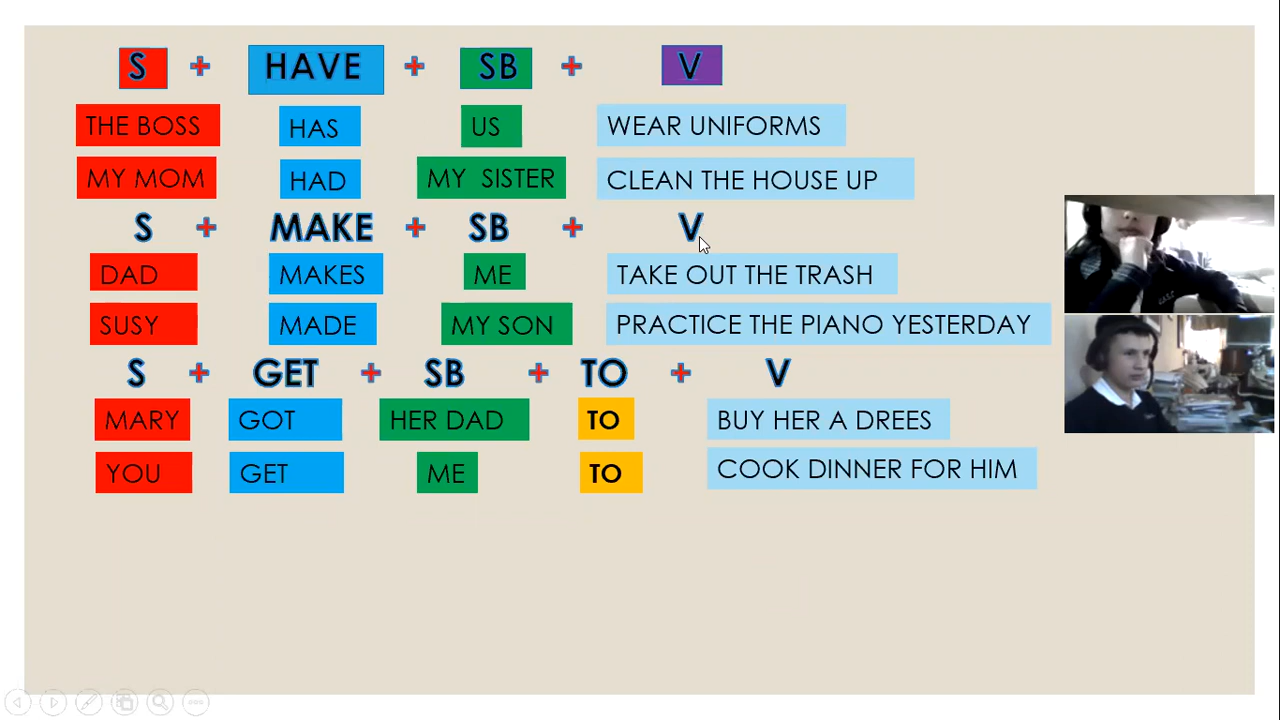 S + HAVE + SB + V
THE BOSS HAS US WEAR UNIFORMS
MY MOM HAD MY SISTER CLEAN THE HOUSE UP
S + MAKE + SB + V
DAD MAKES ME TAKE OUT THE TRASH
SUSY MADE MY SON PRACTICE THE PIANO YESTERDAY
S + GET + SB + TO + V
MARY GOT HER DAD TO BUY HER A DREES
YOU GET ME TO COOK DINNER FOR HIM